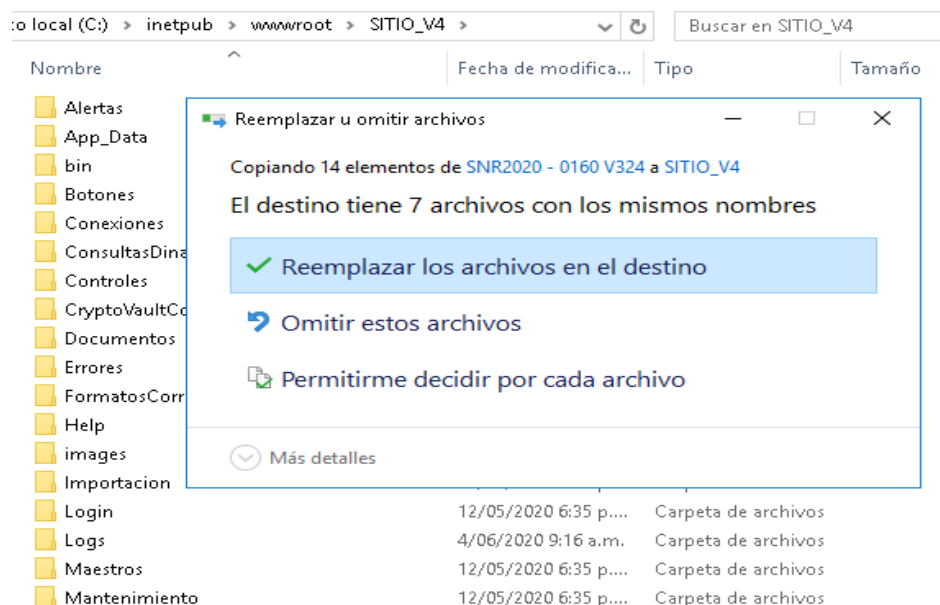 :o local (C:) > inetpub > wwwroot > SITIO_V4 >
Buscar en SITIO_V4
Nombre
Fecha de modifica...
Tipo
Tamaño
Alertas
App_Data
bin
Botones
Conexiones
ConsultasDina
Controles
CryptoVaultCo
Documentos
Errores
FormatosCorr
Help
images
Importacion
Reemplazar u omitir archivos
Copiando 14 elementos de SNR2020 - 0160 V324 a SITIO_V4
El destino tiene 7 archivos con los mismos nombres
Reemplazar los archivos en el destino
Omitir estos archivos
Permitirme decidir por cada archivo
Más detalles
Login 12/05/2020 6:35 p.... Carpeta de archivos
Logs 4/06/2020 9:16 a.m. Carpeta de archivos
Maestros 12/05/2020 6:35 p.... Carpeta de archivos
Mantenimiento 12/05/2020 6:35 p.... Carpeta de archivos